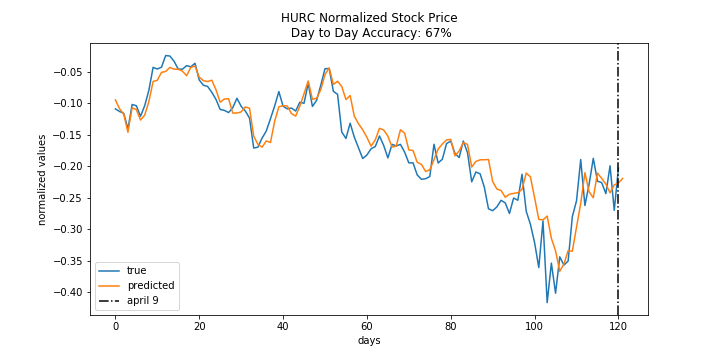 HURC Normalized Stock Price
Day to Day Accuracy: 67%
normalized values
−0.05
−0.10
−0.15
−0.20
−0.25
−0.30
−0.35
−0.40
true
predicted
april 9
0
20
40
60
80
100
120
days